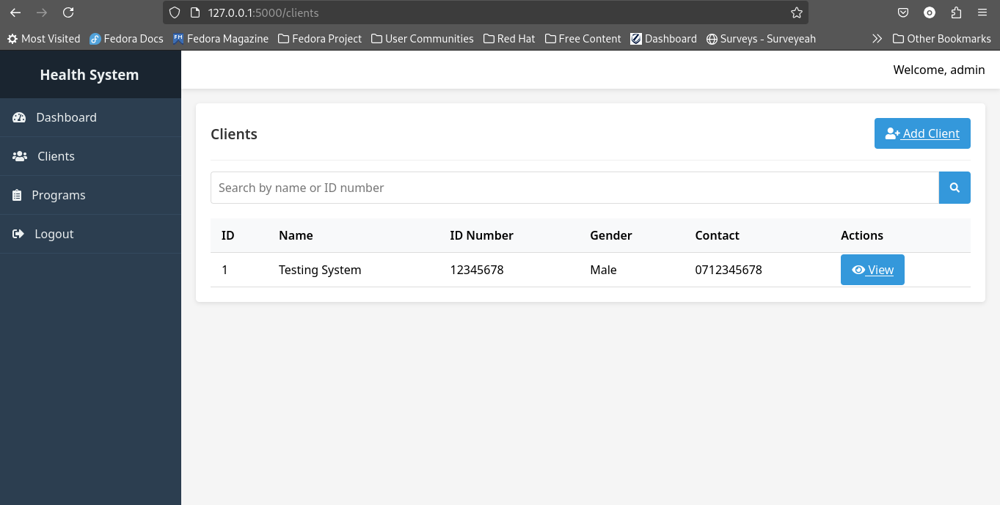 127.0.0.1:5000/clients
Most Visited Fedora Docs FM Fedora Magazine Fedora Project User Communities Red Hat Free Content Dashboard Surveys - Surveyeah Other Bookmarks
Health System
Welcome, admin
Dashboard
Clients
Programs
Logout
Clients
Add Client
Search by name or ID number
ID Name ID Number Gender Contact Actions
1 Testing System 12345678 Male 0712345678 View